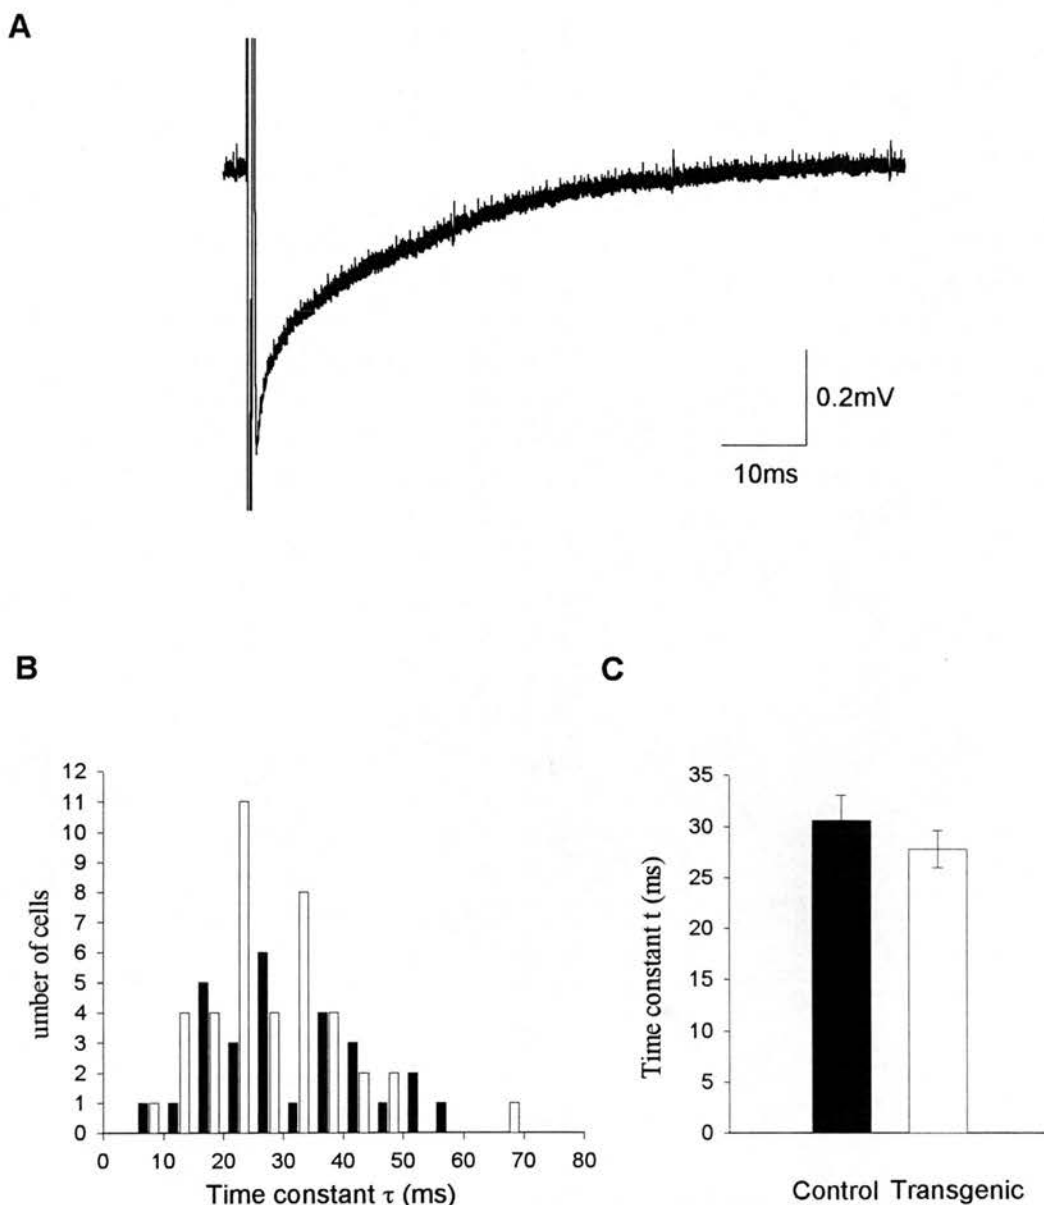 A
0.2mV
10ms
B
12
11
10
9
8
7
6
5
4
3
2
1
0
umber of cells
0 10 20 30 40 50 60 70 80
Time constant τ (ms)
C
35
30
25
20
15
10
5
0
Time constant t (ms)
Control Transgenic